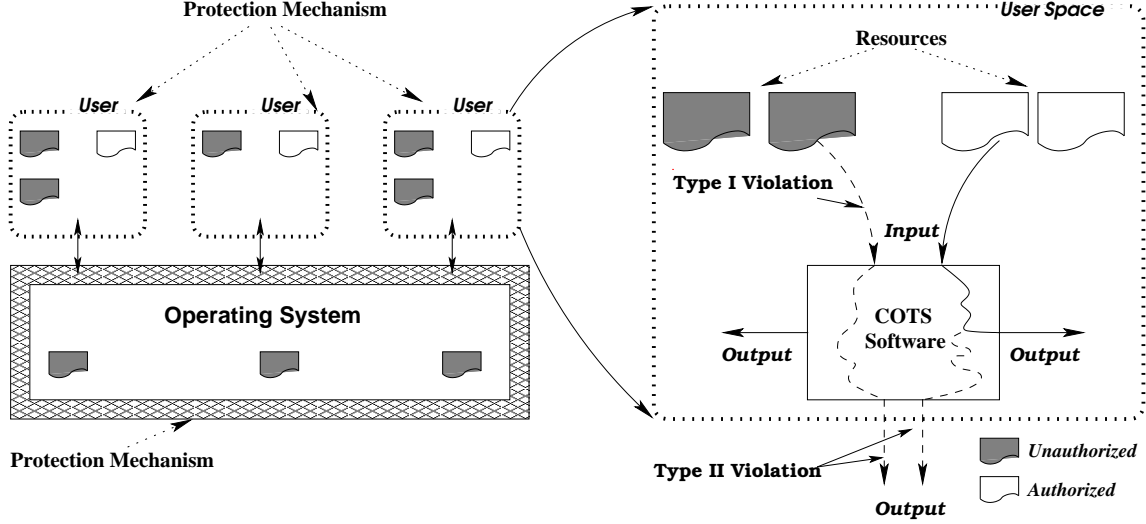 Protection Mechanism
User Space
Resources
User
User
User
Type I Violation
Input
Operating System
COTS
Software
Output
Output
Protection Mechanism
Type II Violation
Unauthorized
Authorized
Output